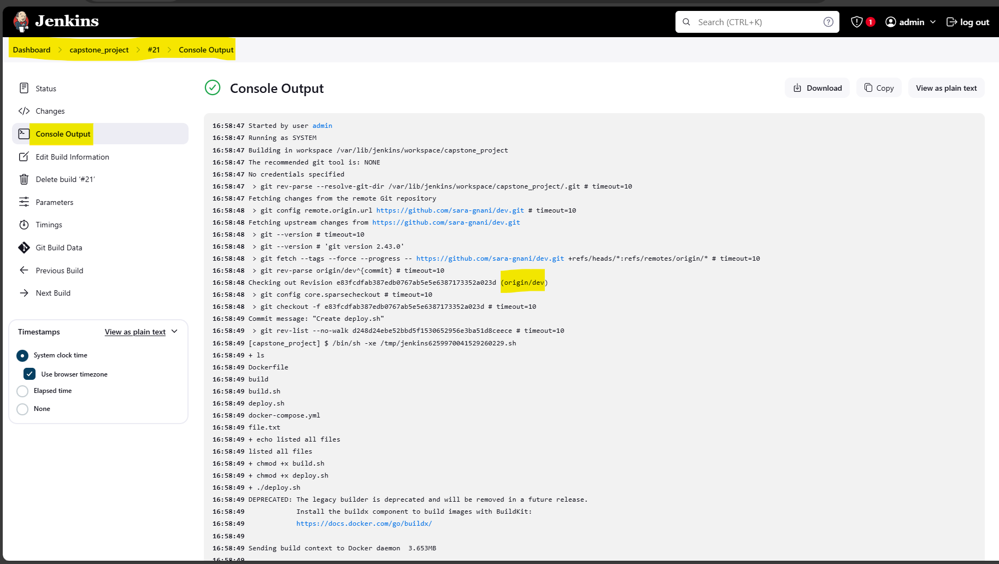 Jenkins
Search (CTRL+K)
1
admin
log out
Dashboard > capstone_project > #21 > Console Output
Status
Changes
Console Output
Edit Build Information
Delete build ‘#21’
Parameters
Timings
Git Build Data
Previous Build
Next Build
Timestamps
View as plain text
System clock time
Use browser timezone
Elapsed time
None
Console Output
Download
Copy
View as plain text
16:58:47 Started by user admin
16:58:47 Running as SYSTEM
16:58:47 Building in workspace /var/lib/jenkins/workspace/capstone_project
16:58:47 The recommended git tool is: NONE
16:58:47 No credentials specified
16:58:47  > git rev-parse --resolve-git-dir /var/lib/jenkins/workspace/capstone_project/.git # timeout=10
16:58:47 Fetching changes from the remote Git repository
16:58:48  > git config remote.origin.url https://github.com/sara-gnani/dev.git # timeout=10
16:58:48 Fetching upstream changes from https://github.com/sara-gnani/dev.git
16:58:48  > git --version # timeout=10
16:58:48  > git --version # 'git version 2.43.0'
16:58:48  > git fetch --tags --force --progress -- https://github.com/sara-gnani/dev.git +refs/heads/*:refs/remotes/origin/* # timeout=10
16:58:48  > git rev-parse origin/dev^{commit} # timeout=10
16:58:48 Checking out Revision e83fcdfab387edb0767ab5e5e6387173352a023d (origin/dev)
16:58:48  > git config core.sparsecheckout # timeout=10
16:58:48  > git checkout -f e83fcdfab387edb0767ab5e5e6387173352a023d # timeout=10
16:58:49 Commit message: "Create deploy.sh"
16:58:49  > git rev-list --no-walk d248d24ebe52bbd5f1530652956e3ba51d8ceece # timeout=10
16:58:49 [capstone_project] $ /bin/sh -xe /tmp/jenkins6259970041529260229.sh
16:58:49 + ls
16:58:49 Dockerfile
16:58:49 build
16:58:49 build.sh
16:58:49 deploy.sh
16:58:49 docker-compose.yml
16:58:49 file.txt
16:58:49 + echo listed all files
16:58:49 listed all files
16:58:49 + chmod +x build.sh
16:58:49 + chmod +x deploy.sh
16:58:49 + ./deploy.sh
16:58:49 DEPRECATED: The legacy builder is deprecated and will be removed in a future release.
16:58:49             Install the buildx component to build images with BuildKit:
16:58:49             https://docs.docker.com/go/buildx/
16:58:49
16:58:49 Sending build context to Docker daemon  3.653MB
16:58:49